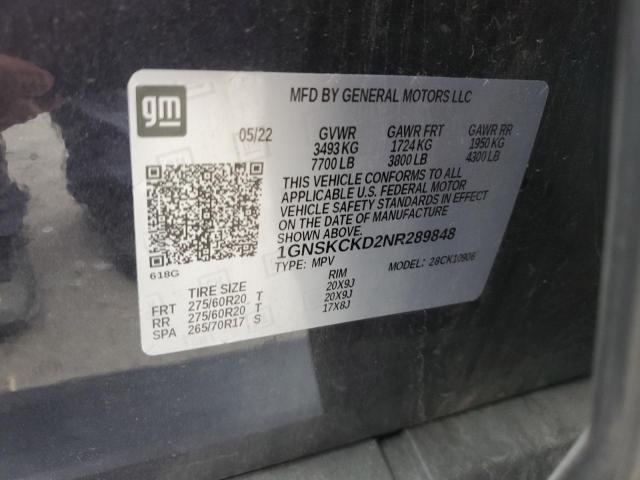 gm
MFD BY GENERAL MOTORS LLC
05/22 GVWR GAWR FRT GAWR RR
3493 KG 1724 KG 1950 KG
7700 LB 3800 LB 4300 LB
THIS VEHICLE CONFORMS TO ALL
APPLICABLE U.S. FEDERAL MOTOR
VEHICLE SAFETY STANDARDS IN EFFECT
ON THE DATE OF MANUFACTURE
SHOWN ABOVE.
1GNSKCKD2NR289848
TYPE: MPV MODEL: 28CK10906
618G
TIRE SIZE RIM
FRT 275/60R20 T 20X9J
RR 275/60R20 T 20X9J
SPA 265/70R17 S 17X8J